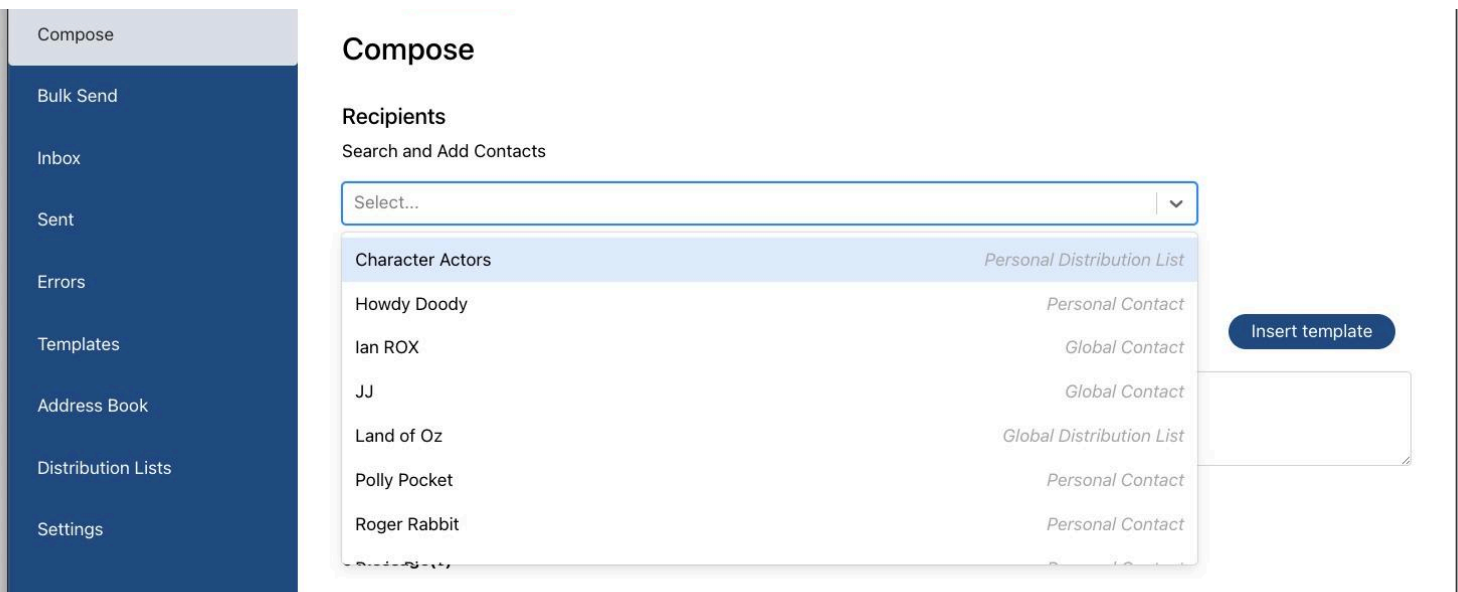 Compose
Bulk Send
Inbox
Sent
Errors
Templates
Address Book
Distribution Lists
Settings
Compose
Recipients
Search and Add Contacts
Select...
Character Actors Personal Distribution List
Howdy Doody Personal Contact
Ian ROX Global Contact
JJ Global Contact
Land of Oz Global Distribution List
Polly Pocket Personal Contact
Roger Rabbit Personal Contact
Insert template